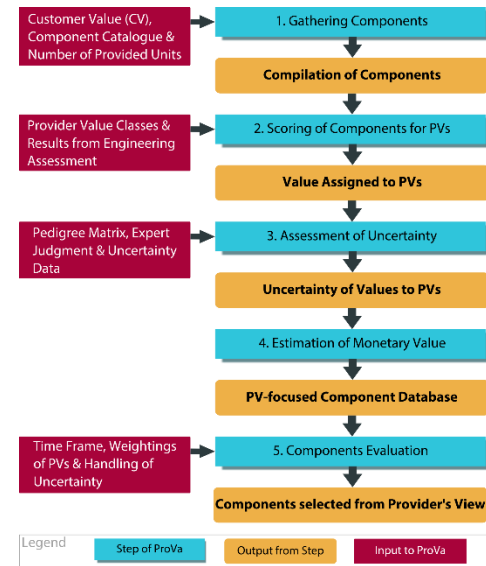 Customer Value (CV),
Component Catalogue &
Number of Provided Units
1. Gathering Components
Compilation of Components
Provider Value Classes &
Results from Engineering
Assessment
2. Scoring of Components for PVs
Value Assigned to PVs
Pedigree Matrix, Expert
Judgment & Uncertainty
Data
3. Assessment of Uncertainty
Uncertainty of Values to PVs
4. Estimation of Monetary Value
PV-focused Component Database
Time Frame, Weightings
of PVs & Handling of
Uncertainty
5. Components Evaluation
Components selected from Provider's View
Legend
Step of ProVa
Output from Step
Input to ProVa